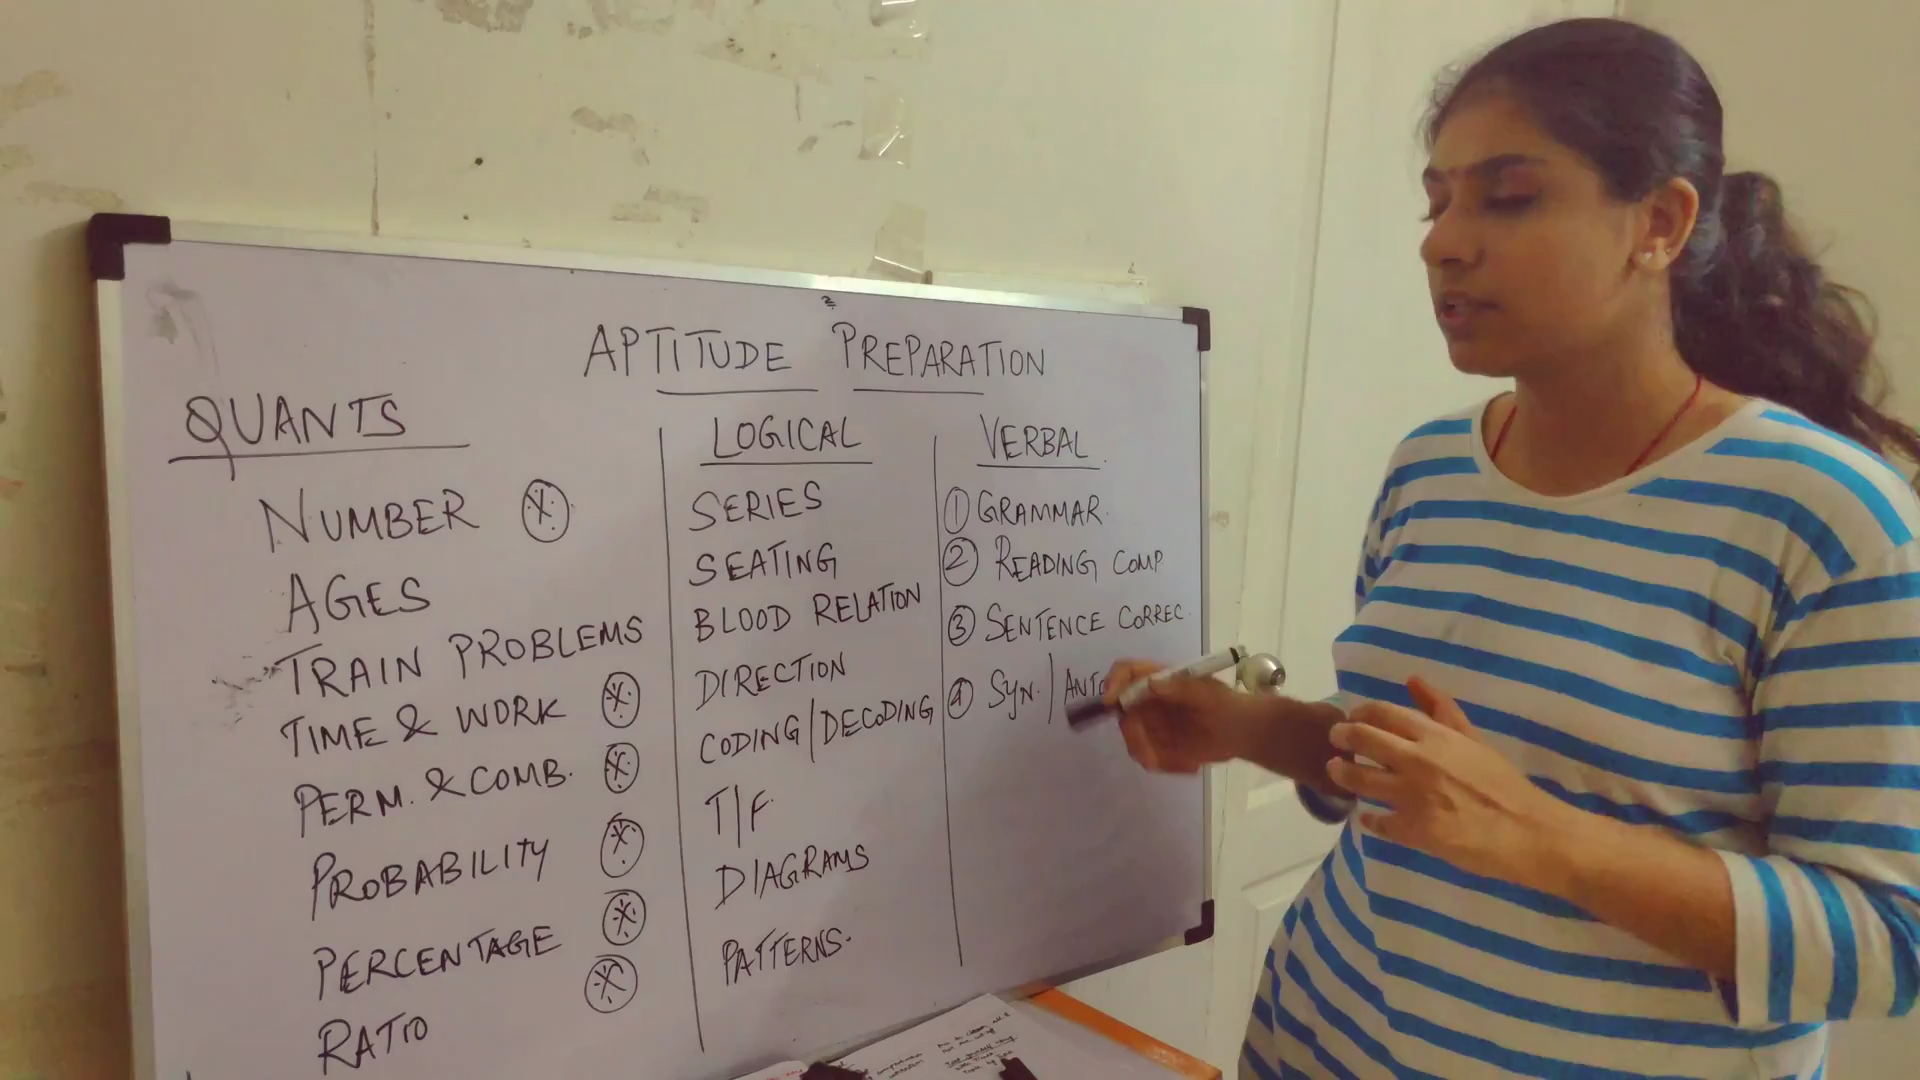 APTITUDE PREPARATION
QUANTS
NUMBER
AGES
TRAIN PROBLEMS
TIME & WORK
PERM. & COMB.
PROBABILITY
PERCENTAGE
RATIO
LOGICAL
SERIES
SEATING
BLOOD RELATION
DIRECTION
CODING/DECODING
T/F
DIAGRAMS
PATTERNS.
VERBAL
1 GRAMMAR
2 READING COMP.
3 SENTENCE CORREC.
4 SYN. / ANTO